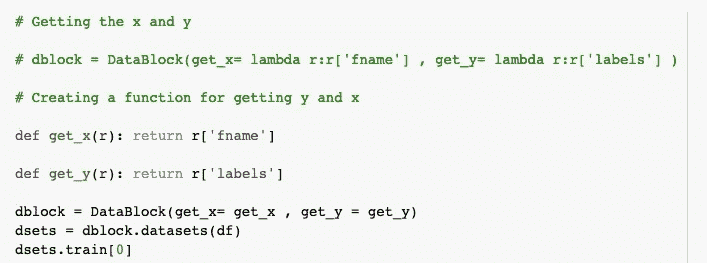 # Getting the x and y
# dblock = DataBlock(get_x= lambda r:r['fname'] , get_y= lambda r:r['labels'] )
# Creating a function for getting y and x
def get_x(r): return r['fname']
def get_y(r): return r['labels']
dblock = DataBlock(get_x= get_x , get_y = get_y)
dsets = dblock.datasets(df)
dsets.train[0]